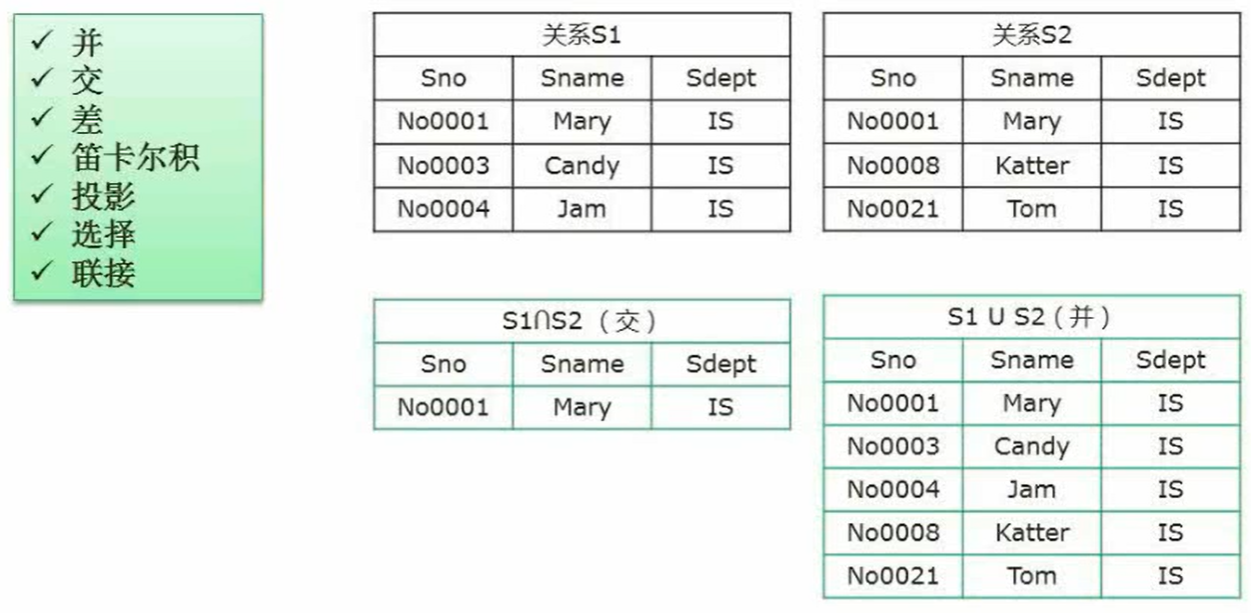 ✓ 并
✓ 交
✓ 差
✓ 笛卡尔积
✓ 投影
✓ 选择
✓ 联接
关系S1
Sno Sname Sdept
No0001 Mary IS
No0003 Candy IS
No0004 Jam IS
关系S2
Sno Sname Sdept
No0001 Mary IS
No0008 Katter IS
No0021 Tom IS
S1∩S2 （交）
Sno Sname Sdept
No0001 Mary IS
S1 U S2（并）
Sno Sname Sdept
No0001 Mary IS
No0003 Candy IS
No0004 Jam IS
No0008 Katter IS
No0021 Tom IS